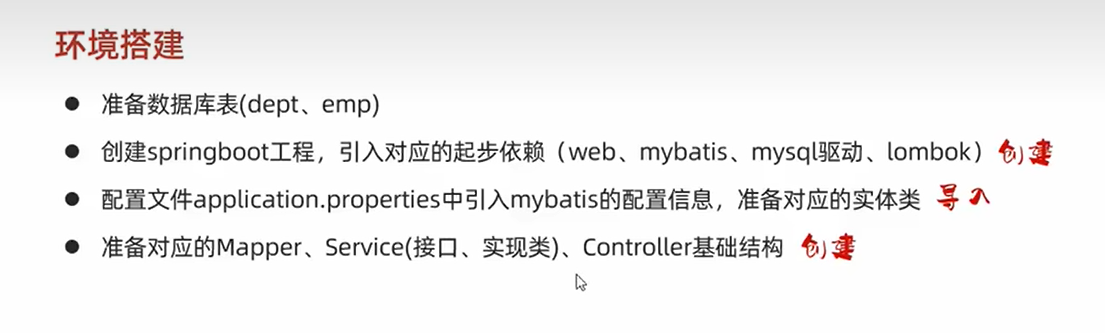 环境搭建
● 准备数据库表(dept、emp)
● 创建springboot工程，引入对应的起步依赖（web、mybatis、mysql驱动、lombok）创建
● 配置文件application.properties中引入mybatis的配置信息，准备对应的实体类 导入
● 准备对应的Mapper、Service(接口、实现类)、Controller基础结构 创建